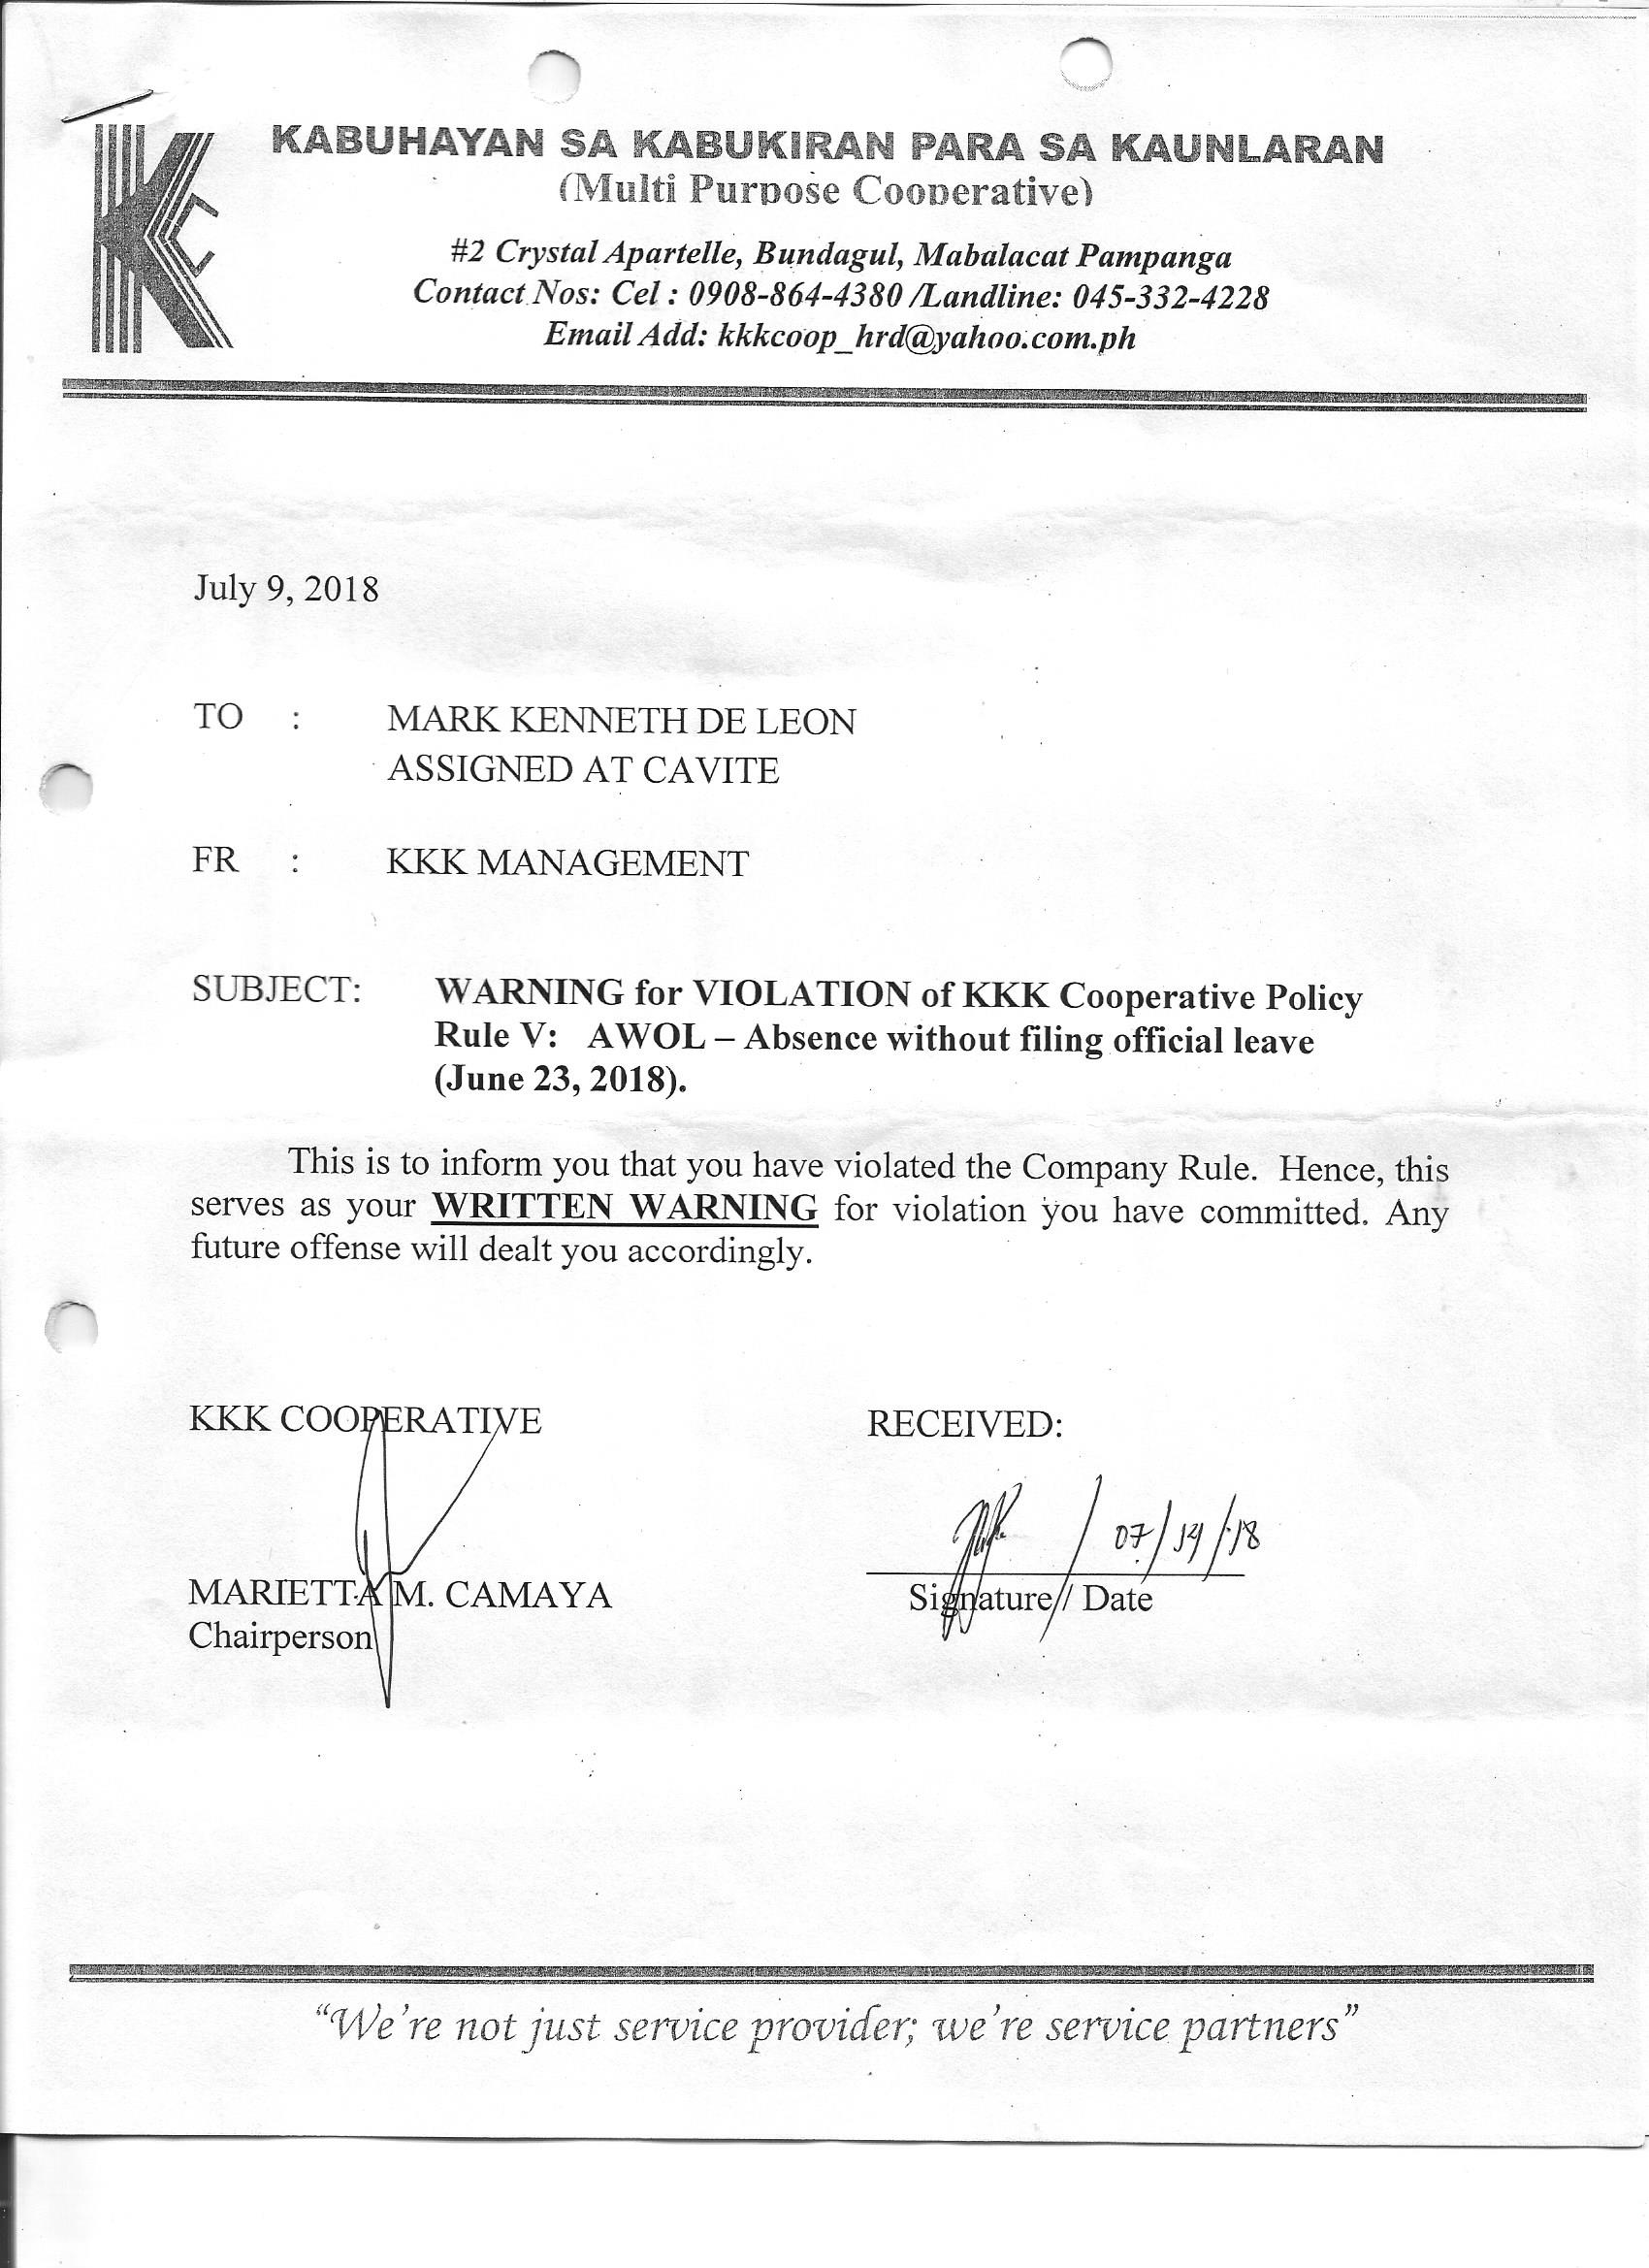 KABUHAYAN SA KABUKIRAN PARA SA KAUNLARAN
(Multi Purpose Cooperative)
#2 Crystal Apartelle, Bundagul, Mabalacat Pampanga
Contact Nos: Cel : 0908-864-4380 /Landline: 045-332-4228
Email Add: kkkcoop_hrd@yahoo.com.ph
July 9, 2018
TO : MARK KENNETH DE LEON
ASSIGNED AT CAVITE
FR : KKK MANAGEMENT
SUBJECT: WARNING for VIOLATION of KKK Cooperative Policy
Rule V: AWOL – Absence without filing official leave
(June 23, 2018).
This is to inform you that you have violated the Company Rule. Hence, this
serves as your WRITTEN WARNING for violation you have committed. Any
future offense will dealt you accordingly.
KKK COOPERATIVE RECEIVED:
07/14/18
MARIETTA M. CAMAYA Signature / Date
Chairperson
“We’re not just service provider; we’re service partners”